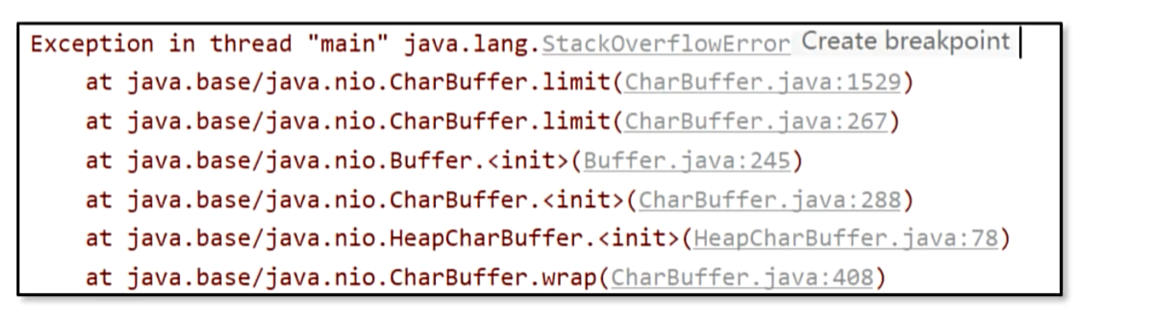 Exception in thread "main" java.lang.StackOverflowError Create breakpoint
at java.base/java.nio.CharBuffer.limit(CharBuffer.java:1529)
at java.base/java.nio.CharBuffer.limit(CharBuffer.java:267)
at java.base/java.nio.Buffer.<init>(Buffer.java:245)
at java.base/java.nio.CharBuffer.<init>(CharBuffer.java:288)
at java.base/java.nio.HeapCharBuffer.<init>(HeapCharBuffer.java:78)
at java.base/java.nio.CharBuffer.wrap(CharBuffer.java:408)